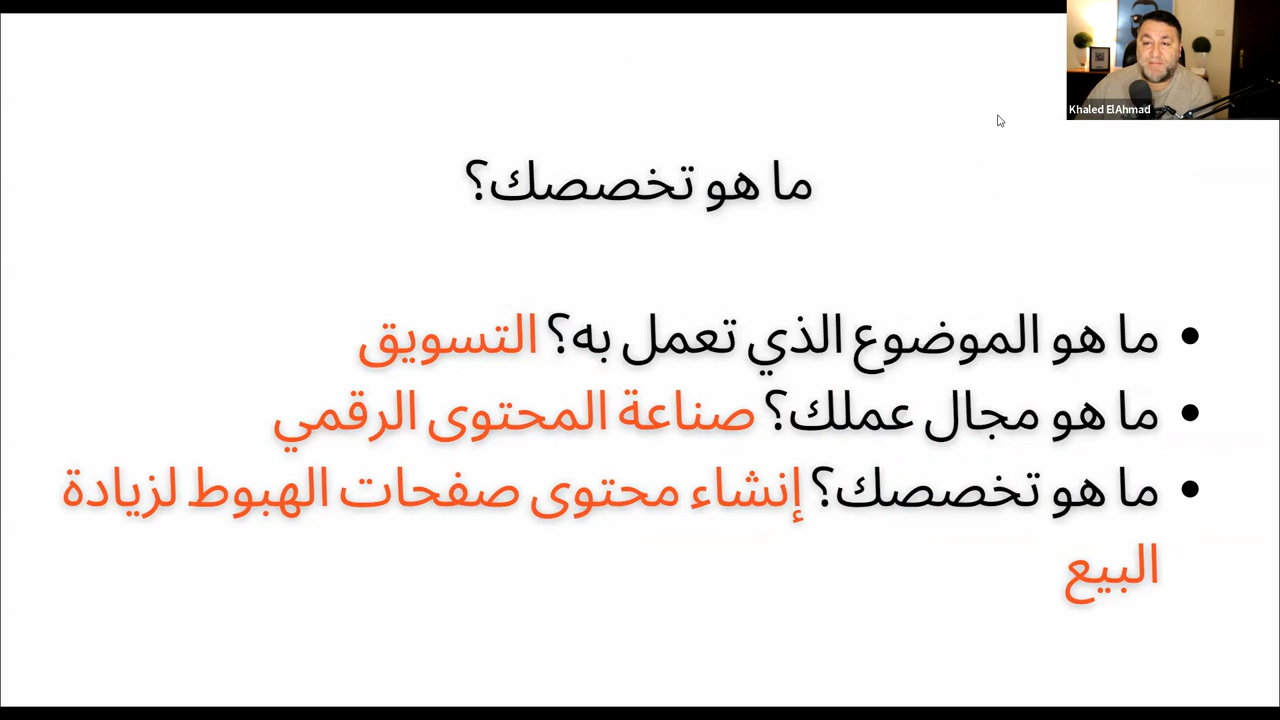 Khaled ElAhmad
ما هو تخصصك؟
ما هو الموضوع الذي تعمل به؟ التسويق
ما هو مجال عملك؟ صناعة المحتوى الرقمي
ما هو تخصصك؟ إنشاء محتوى صفحات الهبوط لزيادة
البيع